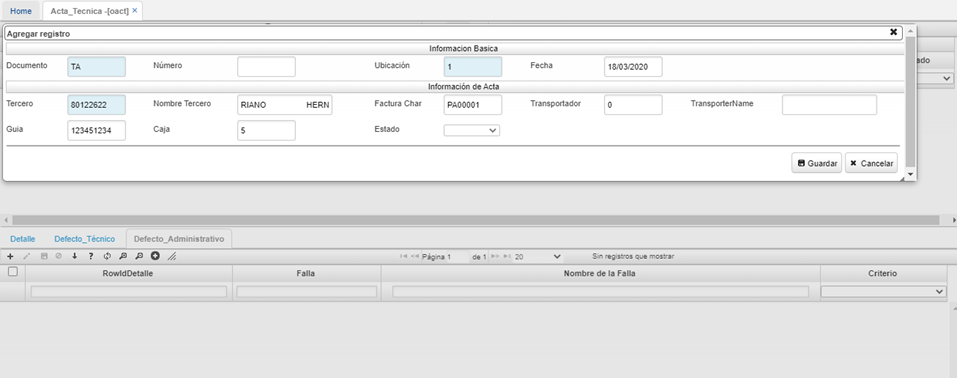 Home Acta_Tecnica -[oact] ×
Agregar registro ✖
Informacion Basica
Documento TA Número Ubicación 1 Fecha 18/03/2020
ado
Información de Acta
Tercero 80122622 Nombre Tercero RIANO HERN Factura Char PA00001 Transportador 0 TransporterName
Guia 123451234 Caja 5 Estado
Guardar Cancelar
Detalle Defecto_Técnico Defecto_Administrativo
Página 1 de 1 20 Sin registros que mostrar
RowIdDetalle Falla Nombre de la Falla Criterio